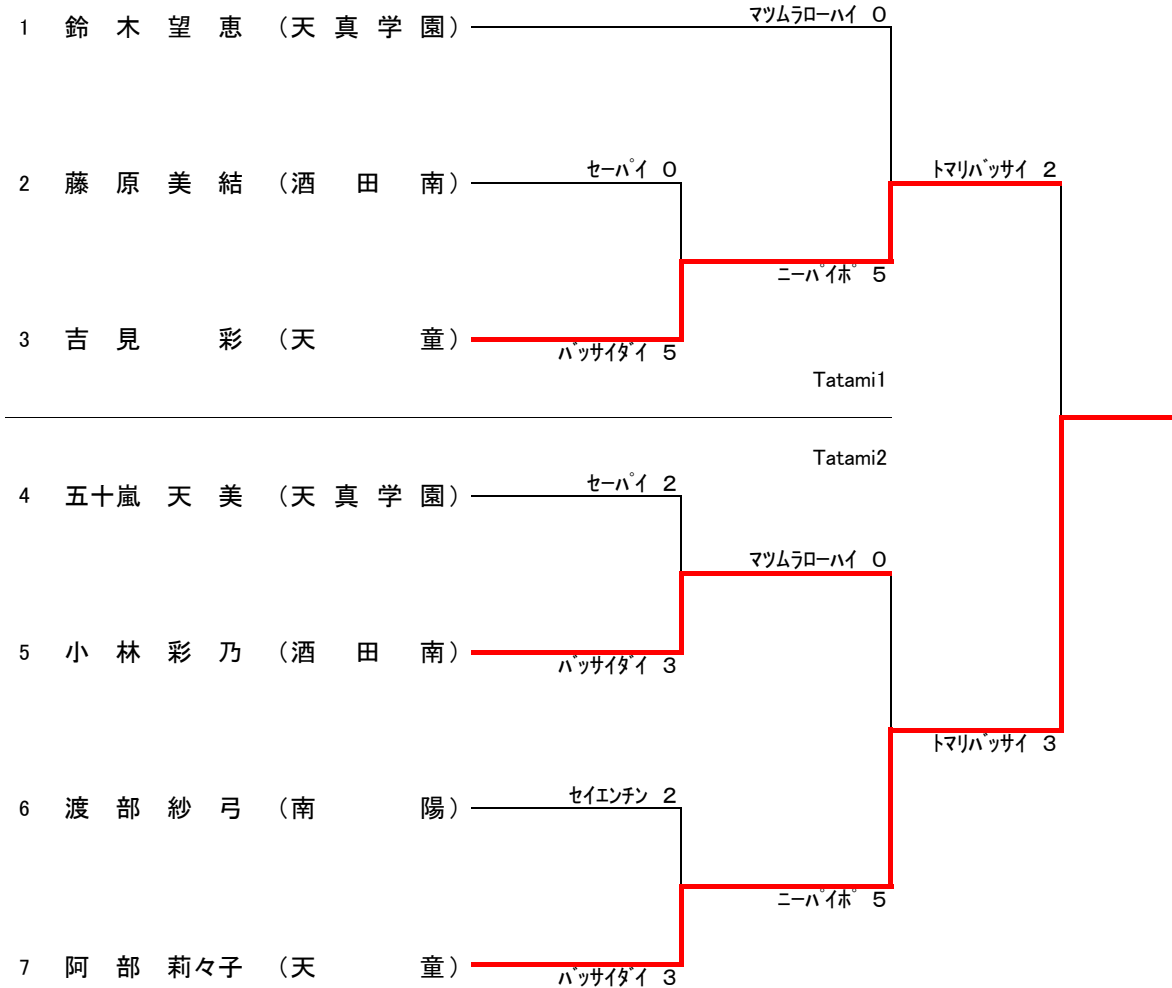 マツムラローハイ 0
1 鈴木望恵 (天真学園)
セーパイ 0
トマリバッサイ 2
2 藤原美結 (酒田南)
ニーパイポ 5
3 吉見 彩 (天童)
バッサイダイ 5
Tatami1
Tatami2
セーパイ 2
4 五十嵐 天美 (天真学園)
マツムラローハイ 0
5 小林彩乃 (酒田南)
バッサイダイ 3
トマリバッサイ 3
セイエンチン 2
6 渡部紗弓 (南陽)
ニーパイポ 5
7 阿部 莉々子 (天童)
バッサイダイ 3